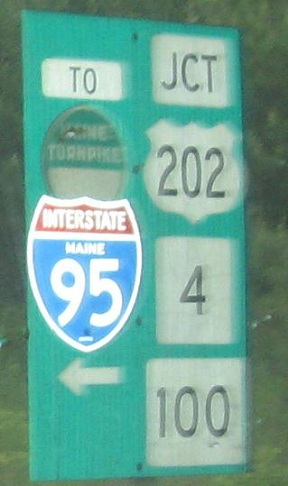 TO
MAINE
TURNPIKE
INTERSTATE
MAINE
95
JCT
202
4
100